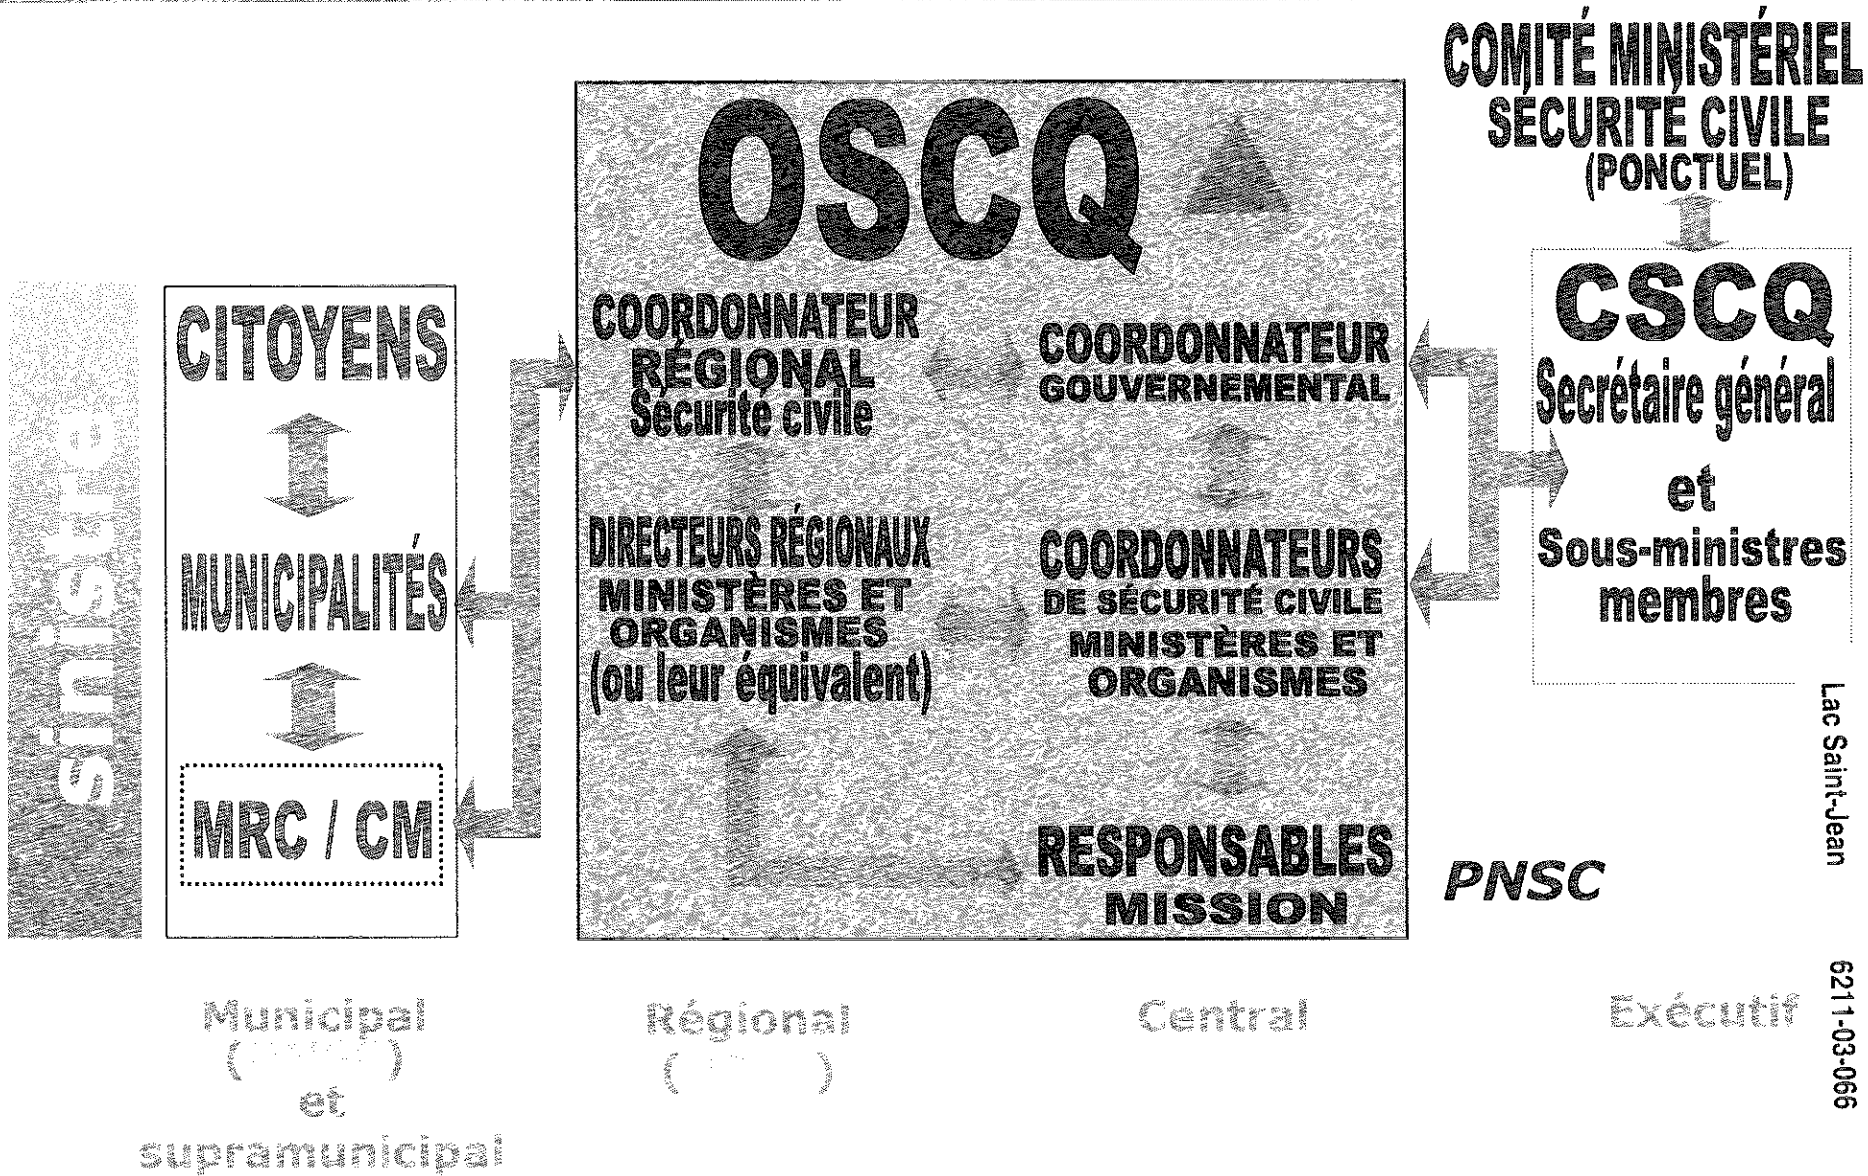 sinistre
CITOYENS
MUNICIPALITÉS
MRC / CM
OSCQ
COORDONNATEUR
RÉGIONAL
Sécurité civile
DIRECTEURS RÉGIONAUX
MINISTÈRES ET
ORGANISMES
(ou leur équivalent)
COORDONNATEUR
GOUVERNEMENTAL
COORDONNATEURS
DE SÉCURITÉ CIVILE
MINISTÈRES ET
ORGANISMES
RESPONSABLES
MISSION
COMITÉ MINISTÉRIEL
SÉCURITÉ CIVILE
(PONCTUEL)
CSCQ
Secrétaire général
et
Sous-ministres
membres
PNSC
Lac Saint-Jean
6211-03-066
Municipal
( )
et
supramunicipal
Régional
( )
Central
Exécutif